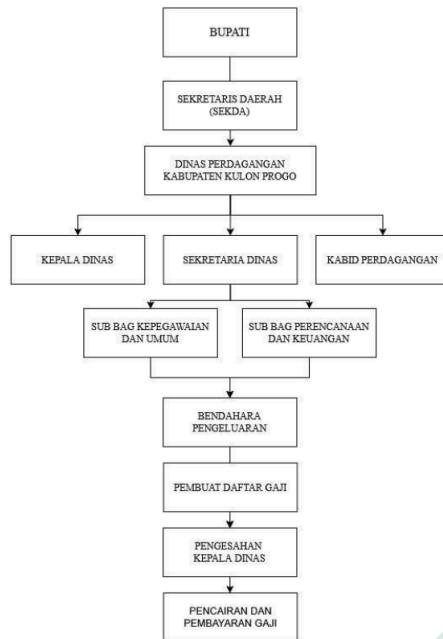 BUPATI
SEKRETARIS DAERAH
(SEKDA)
DINAS PERDAGANGAN
KABUPATEN KULON PROGO
KEPALA DINAS
SEKRETARIA DINAS
KABID PERDAGANGAN
SUB BAG KEPEGAWAIAN
DAN UMUM
SUB BAG PERENCANAAN
DAN KEUANGAN
BENDAHARA
PENGELUARAN
PEMBUAT DAFTAR GAJI
PENGESAHAN
KEPALA DINAS
PENCAIRAN DAN
PEMBAYARAN GAJI